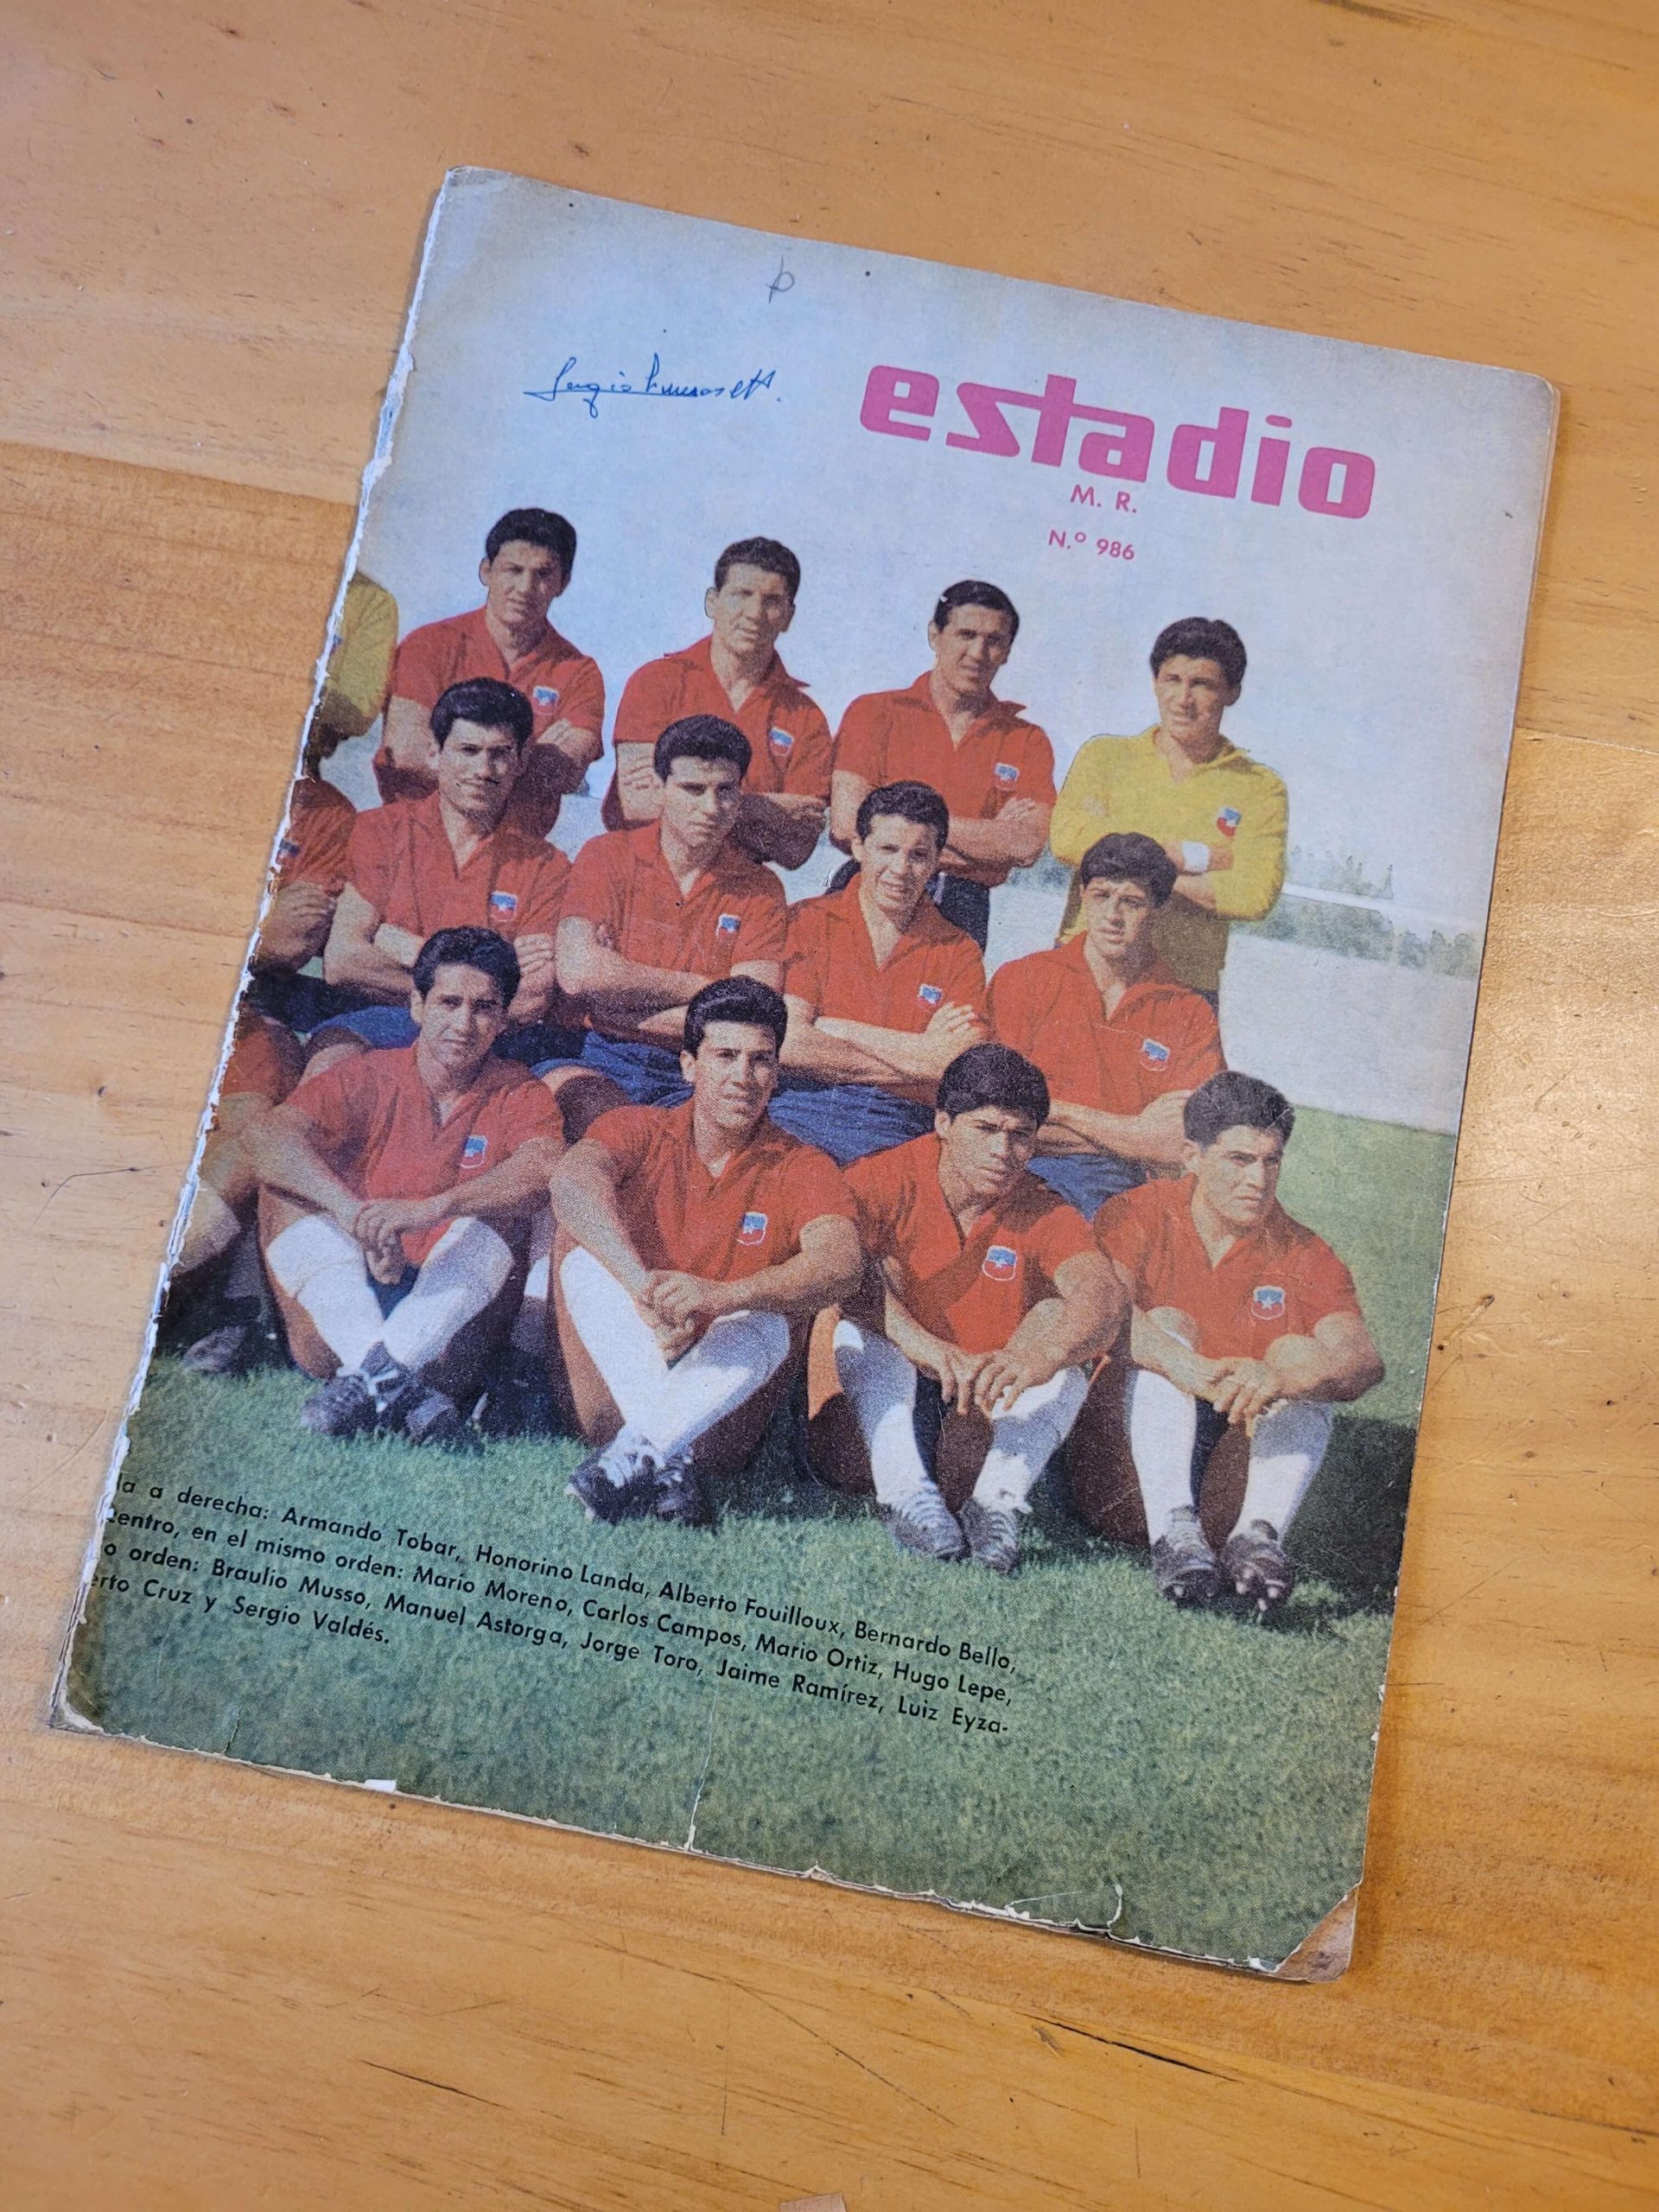 estadio
M. R.
N.º 986
la a derecha: Armando Tobar, Honorino Landa, Alberto Fouilloux, Bernardo Bello,
entro, en el mismo orden: Mario Moreno, Carlos Campos, Mario Ortiz, Hugo Lepe,
o orden: Braulio Musso, Manuel Astorga, Jorge Toro, Jaime Ramírez, Luiz Eyza-
erto Cruz y Sergio Valdés.